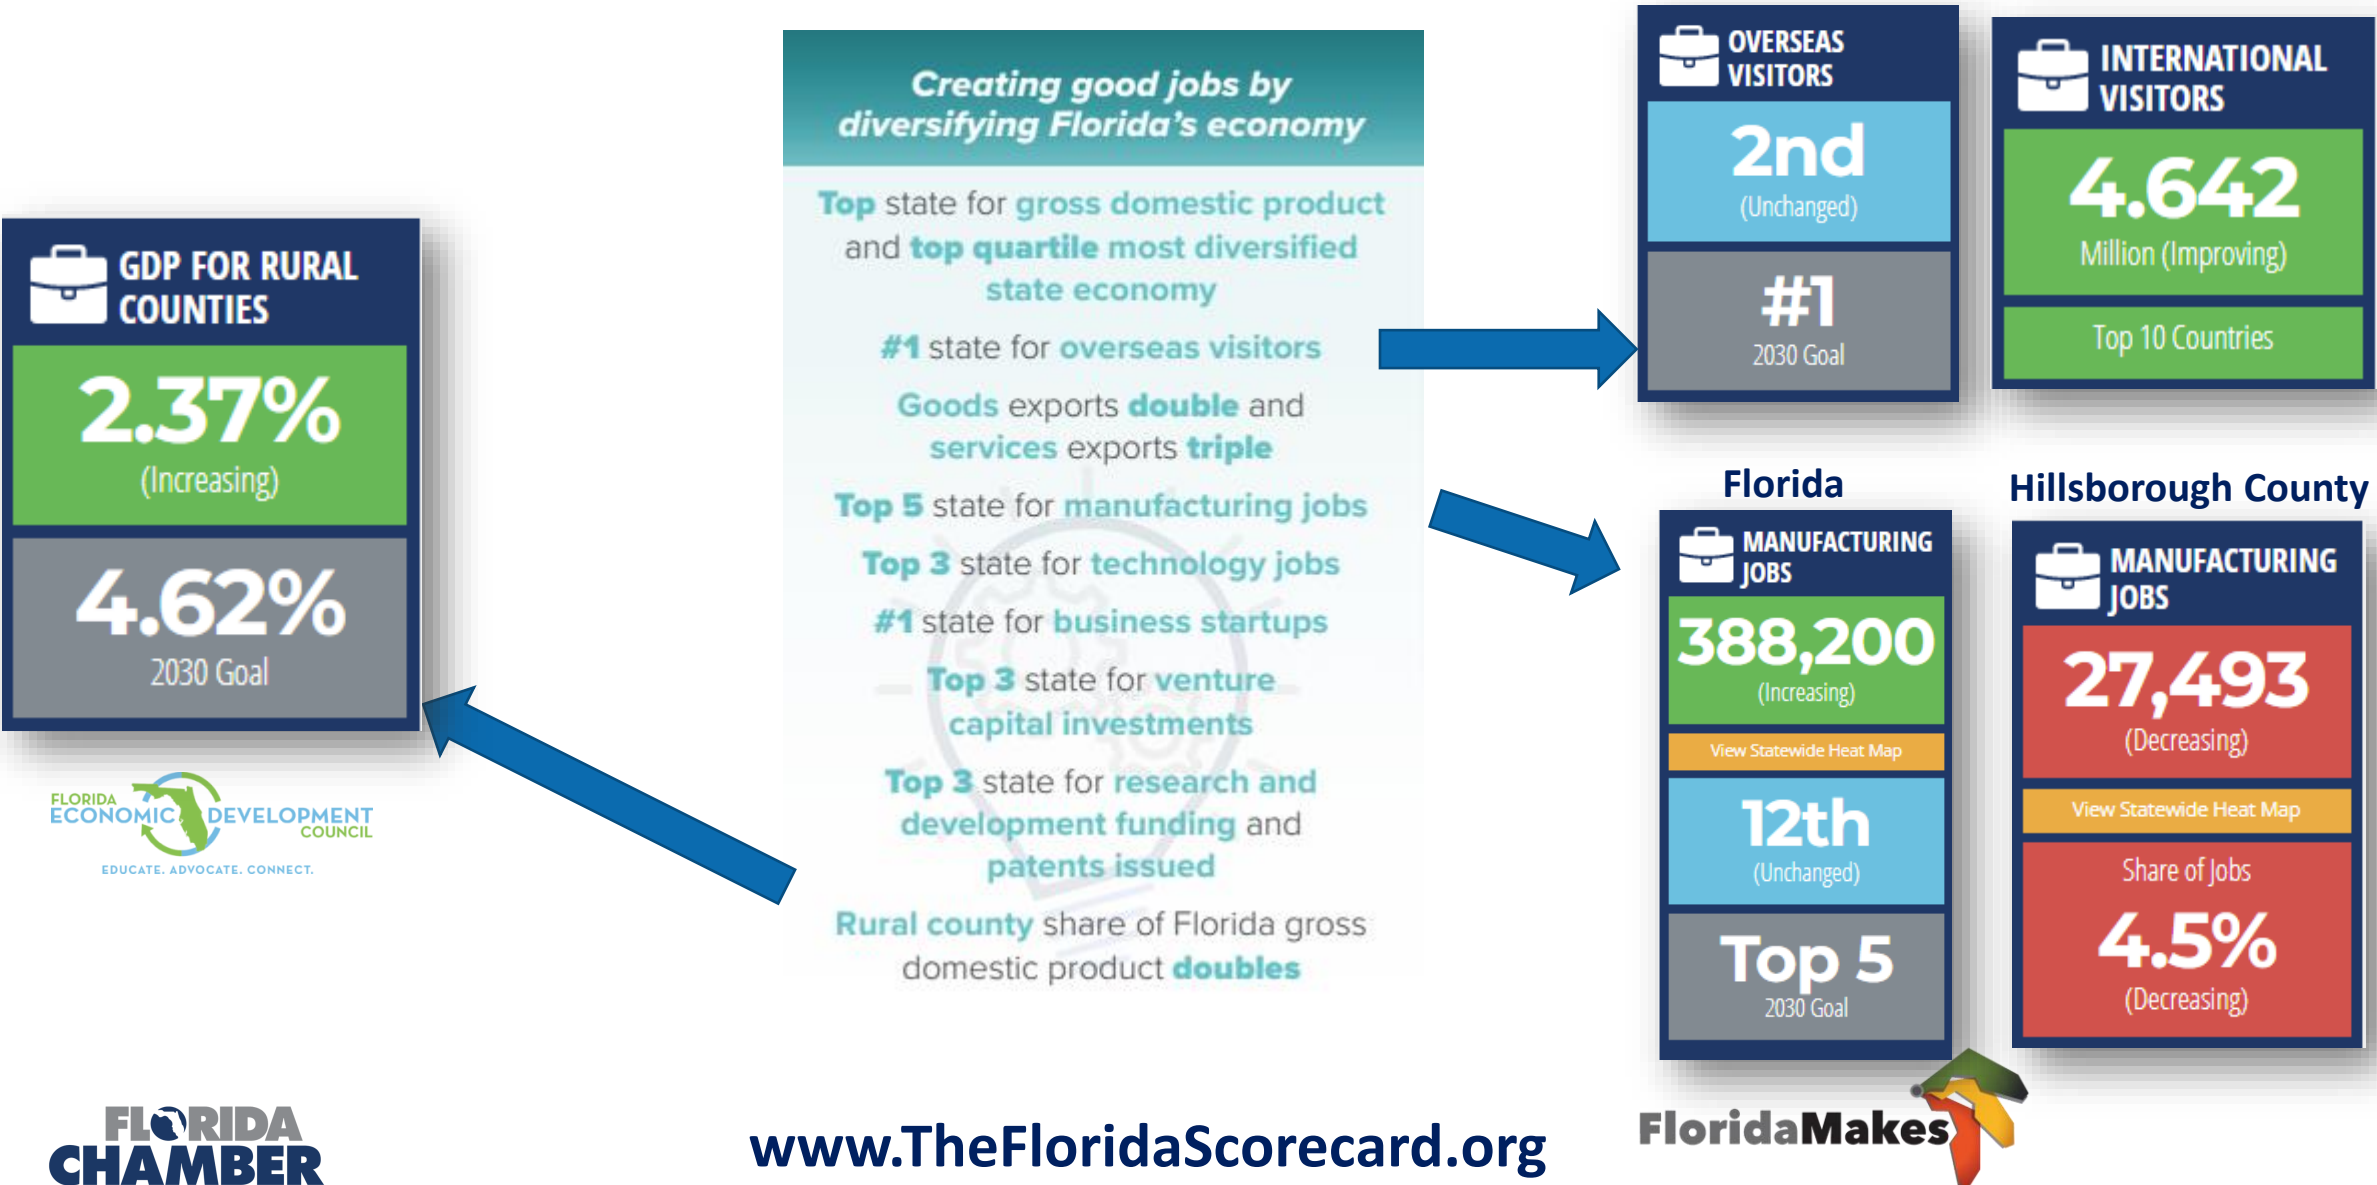 GDP FOR RURAL
COUNTIES
2.37%
(Increasing)
4.62%
2030 Goal
FLORIDA
ECONOMIC DEVELOPMENT
COUNCIL
EDUCATE. ADVOCATE. CONNECT.
FLORIDA
CHAMBER
Creating good jobs by
diversifying Florida's economy
Top state for gross domestic product
and top quartile most diversified
state economy
#1 state for overseas visitors
Goods exports double and
services exports triple
Top 5 state for manufacturing jobs
Top 3 state for technology jobs
#1 state for business startups
Top 3 state for venture
capital investments
Top 3 state for research and
development funding and
patents issued
Rural county share of Florida gross
domestic product doubles
www.TheFloridaScorecard.org
OVERSEAS
VISITORS
2nd
(Unchanged)
#1
2030 Goal
INTERNATIONAL
VISITORS
4.642
Million (Improving)
Top 10 Countries
Florida
MANUFACTURING
JOBS
388,200
(Increasing)
View Statewide Heat Map
12th
(Unchanged)
Top 5
2030 Goal
Hillsborough County
MANUFACTURING
JOBS
27,493
(Decreasing)
View Statewide Heat Map
Share of Jobs
4.5%
(Decreasing)
FloridaMakes